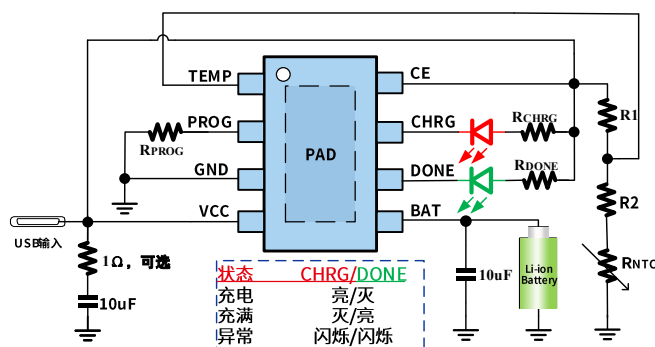 TEMP
CE
PROG
CHRG
RCHRG
R1
RPROG
PAD
GND
DONE
RDONE
VCC
BAT
R2
USB输入
1Ω，可选
10uF
10uF
Li-ion
Battery
RNTC
状态 CHRG/DONE
充电 亮/灭
充满 灭/亮
异常 闪烁/闪烁